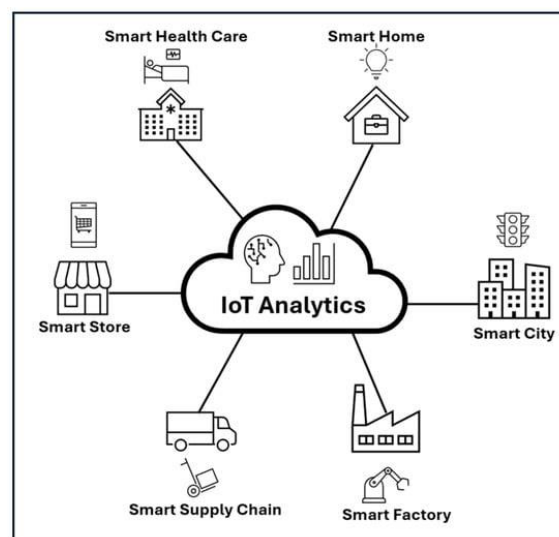 Smart Health Care
Smart Home
IoT Analytics
Smart Store
Smart City
Smart Supply Chain
Smart Factory